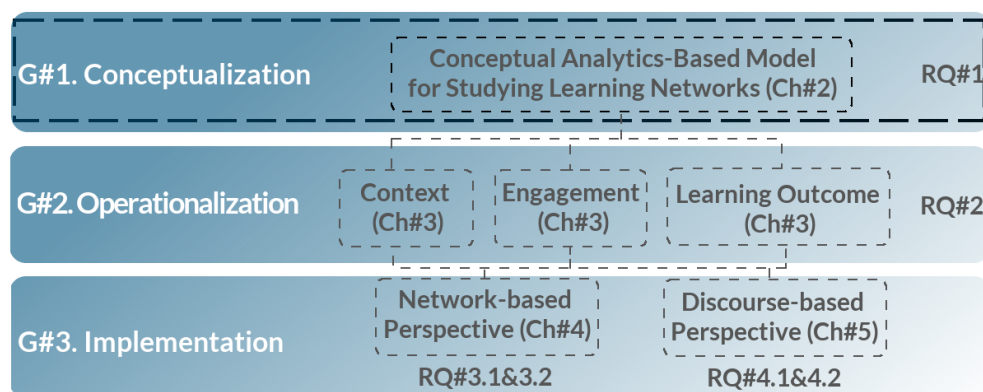 G#1. Conceptualization
Conceptual Analytics-Based Model
for Studying Learning Networks (Ch#2)
RQ#1
G#2. Operationalization
Context
(Ch#3)
Engagement
(Ch#3)
Learning Outcome
(Ch#3)
RQ#2
G#3. Implementation
Network-based
Perspective (Ch#4)
RQ#3.1&3.2
Discourse-based
Perspective (Ch#5)
RQ#4.1&4.2